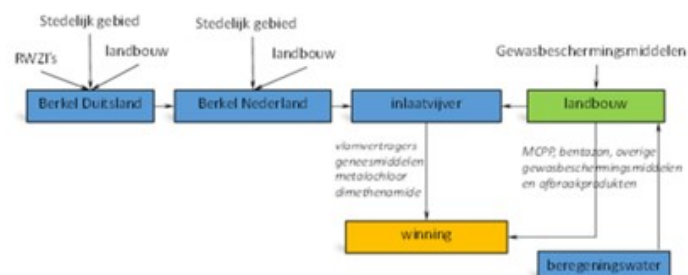 Stedelijk gebied
Stedelijk gebied
RWZI's
landbouw
landbouw
Gewasbeschermingsmiddelen
Berkel Duitsland
Berkel Nederland
inlaatvijver
landbouw
vlamvertragers
geneesmiddelen
metalochloor
dimethenamide
MCPP, bentazon, overige
gewasbeschermingsmiddelen
en afbraakprodukten
winning
beregeningswater